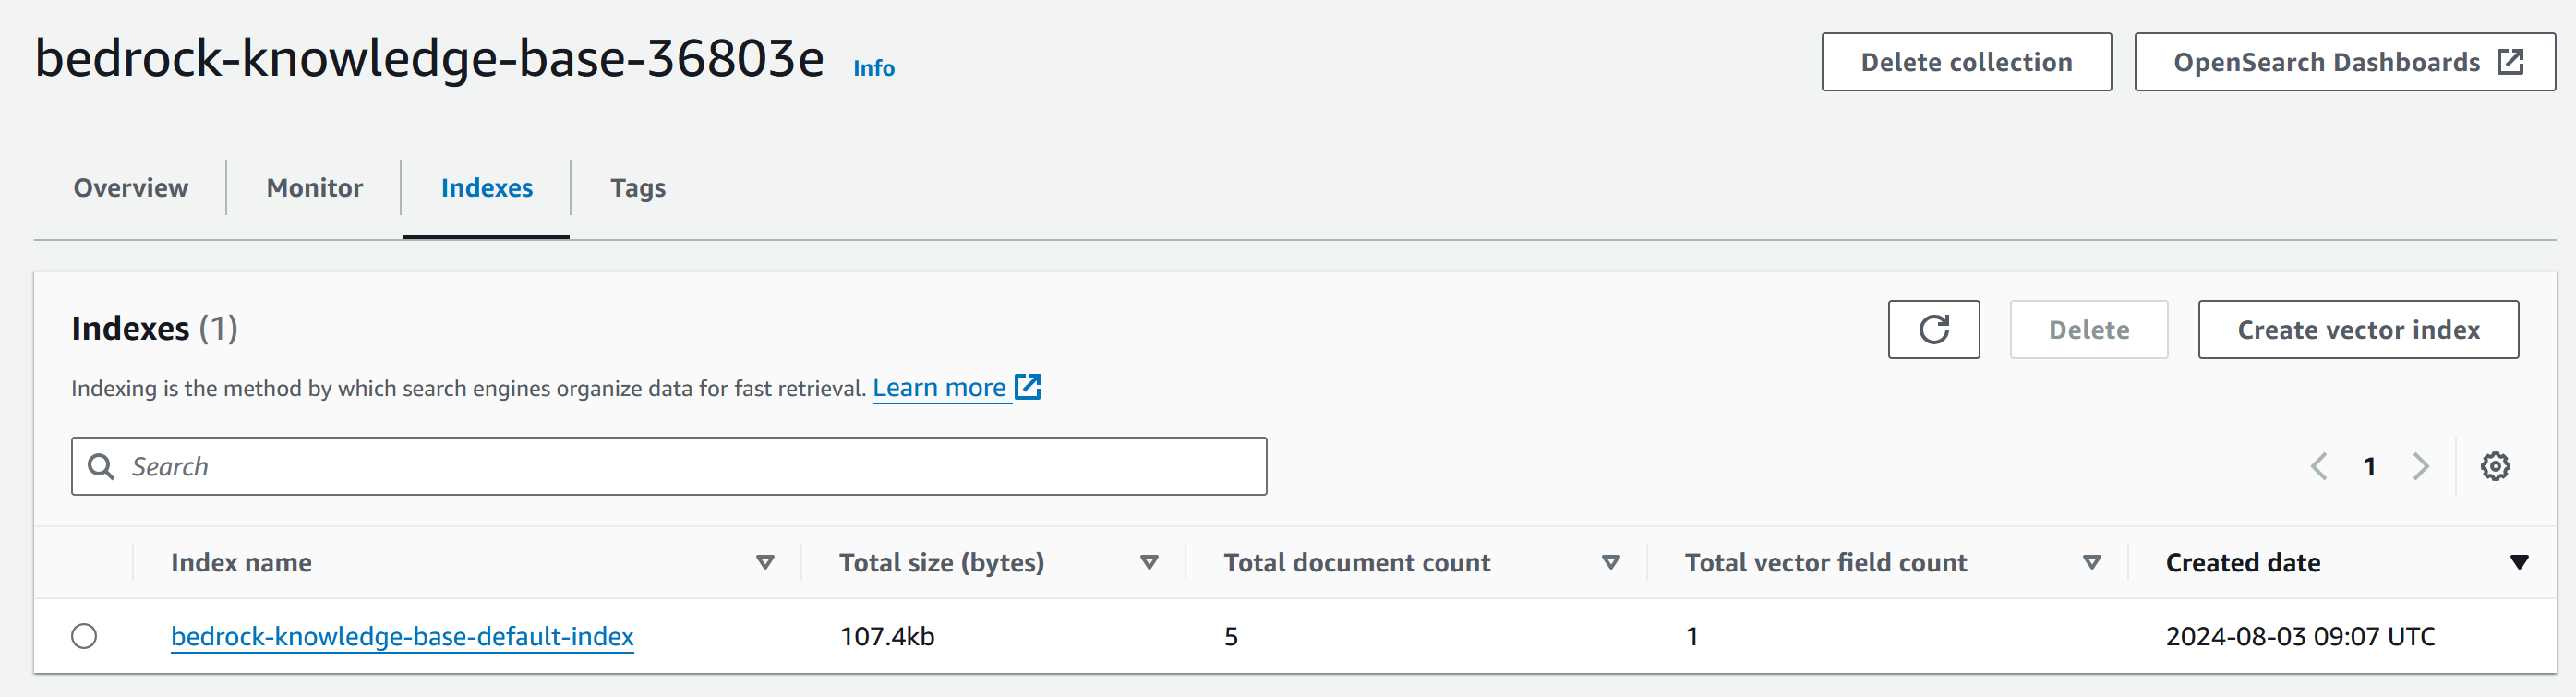 bedrock-knowledge-base-36803e Info Delete collection OpenSearch Dashboards
Overview Monitor Indexes Tags
Indexes (1) Delete Create vector index
Indexing is the method by which search engines organize data for fast retrieval. Learn more
Search 1
Index name Total size (bytes) Total document count Total vector field count Created date
bedrock-knowledge-base-default-index 107.4kb 5 1 2024-08-03 09:07 UTC